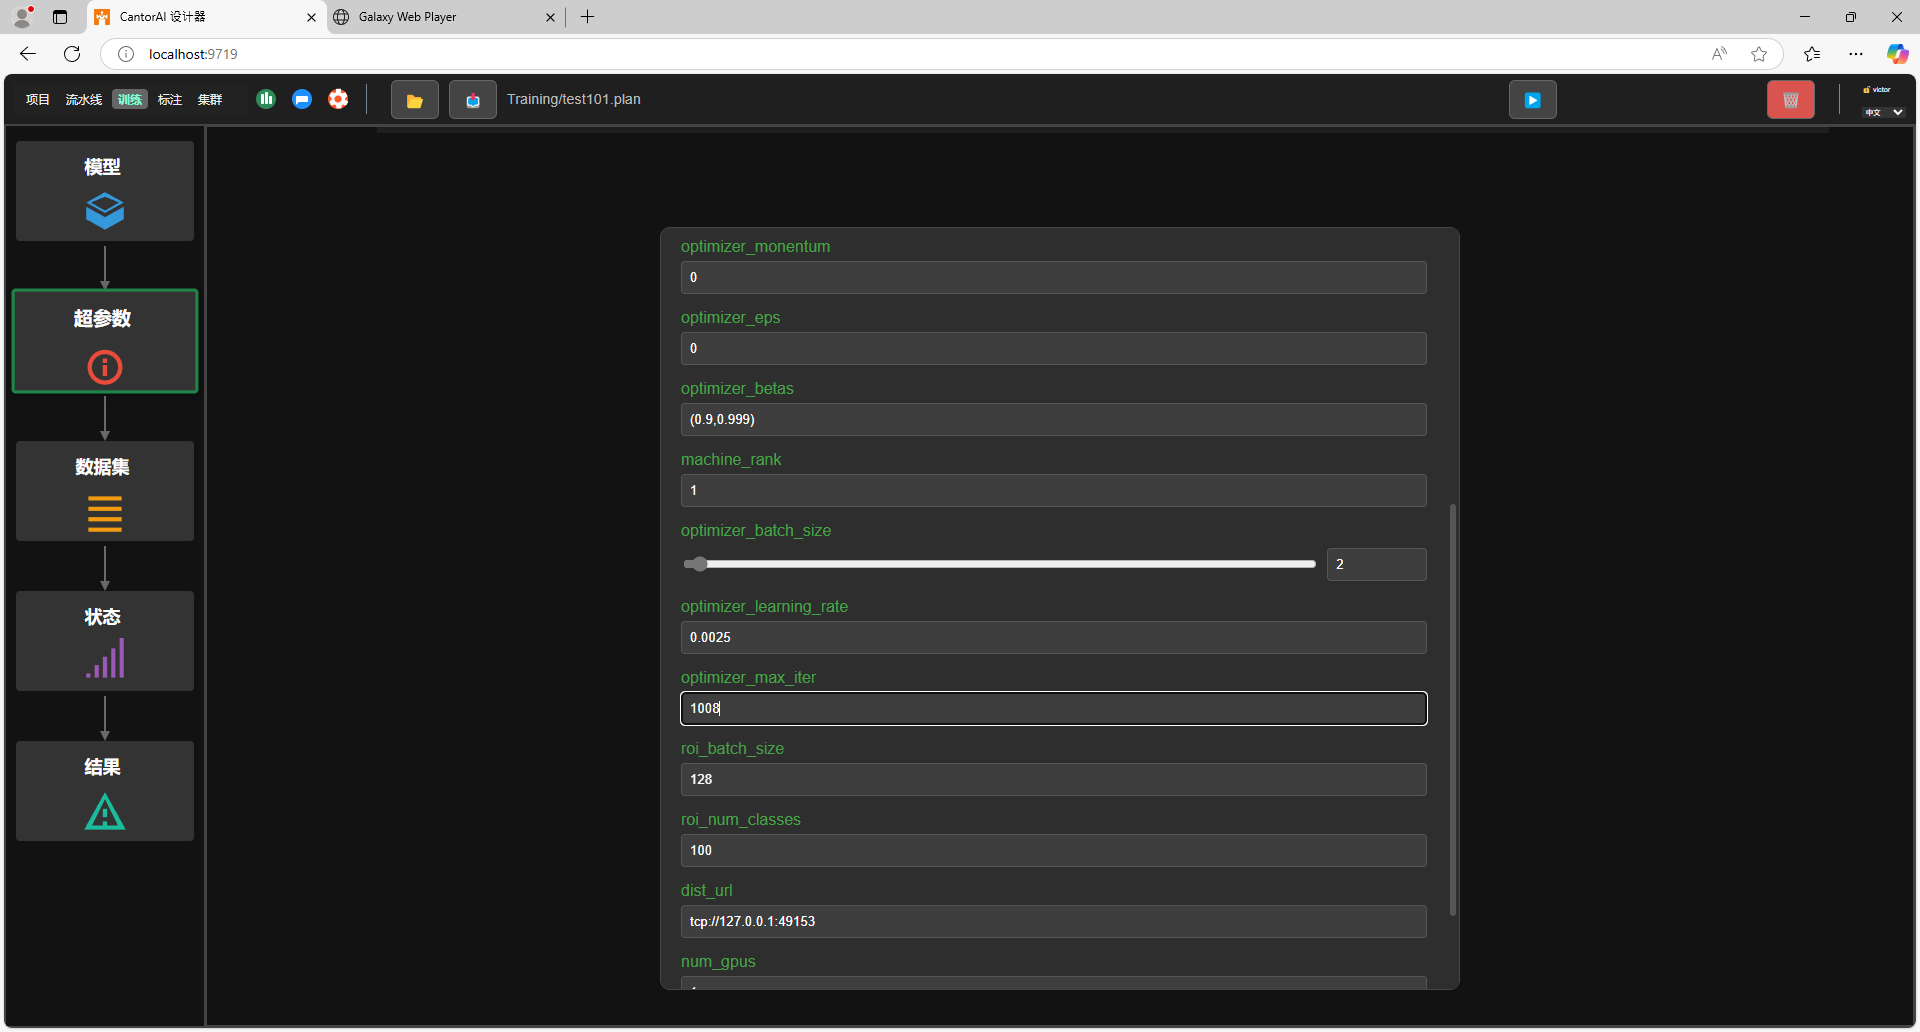 CantorAI 设计器
Galaxy Web Player
localhost:9719
项目 流水线 训练 标注 集群
Training/test101.plan
victor
中文
模型
超参数
数据集
状态
结果
optimizer_monentum
0
optimizer_eps
0
optimizer_betas
(0.9,0.999)
machine_rank
1
optimizer_batch_size
2
optimizer_learning_rate
0.0025
optimizer_max_iter
1008
roi_batch_size
128
roi_num_classes
100
dist_url
tcp://127.0.0.1:49153
num_gpus